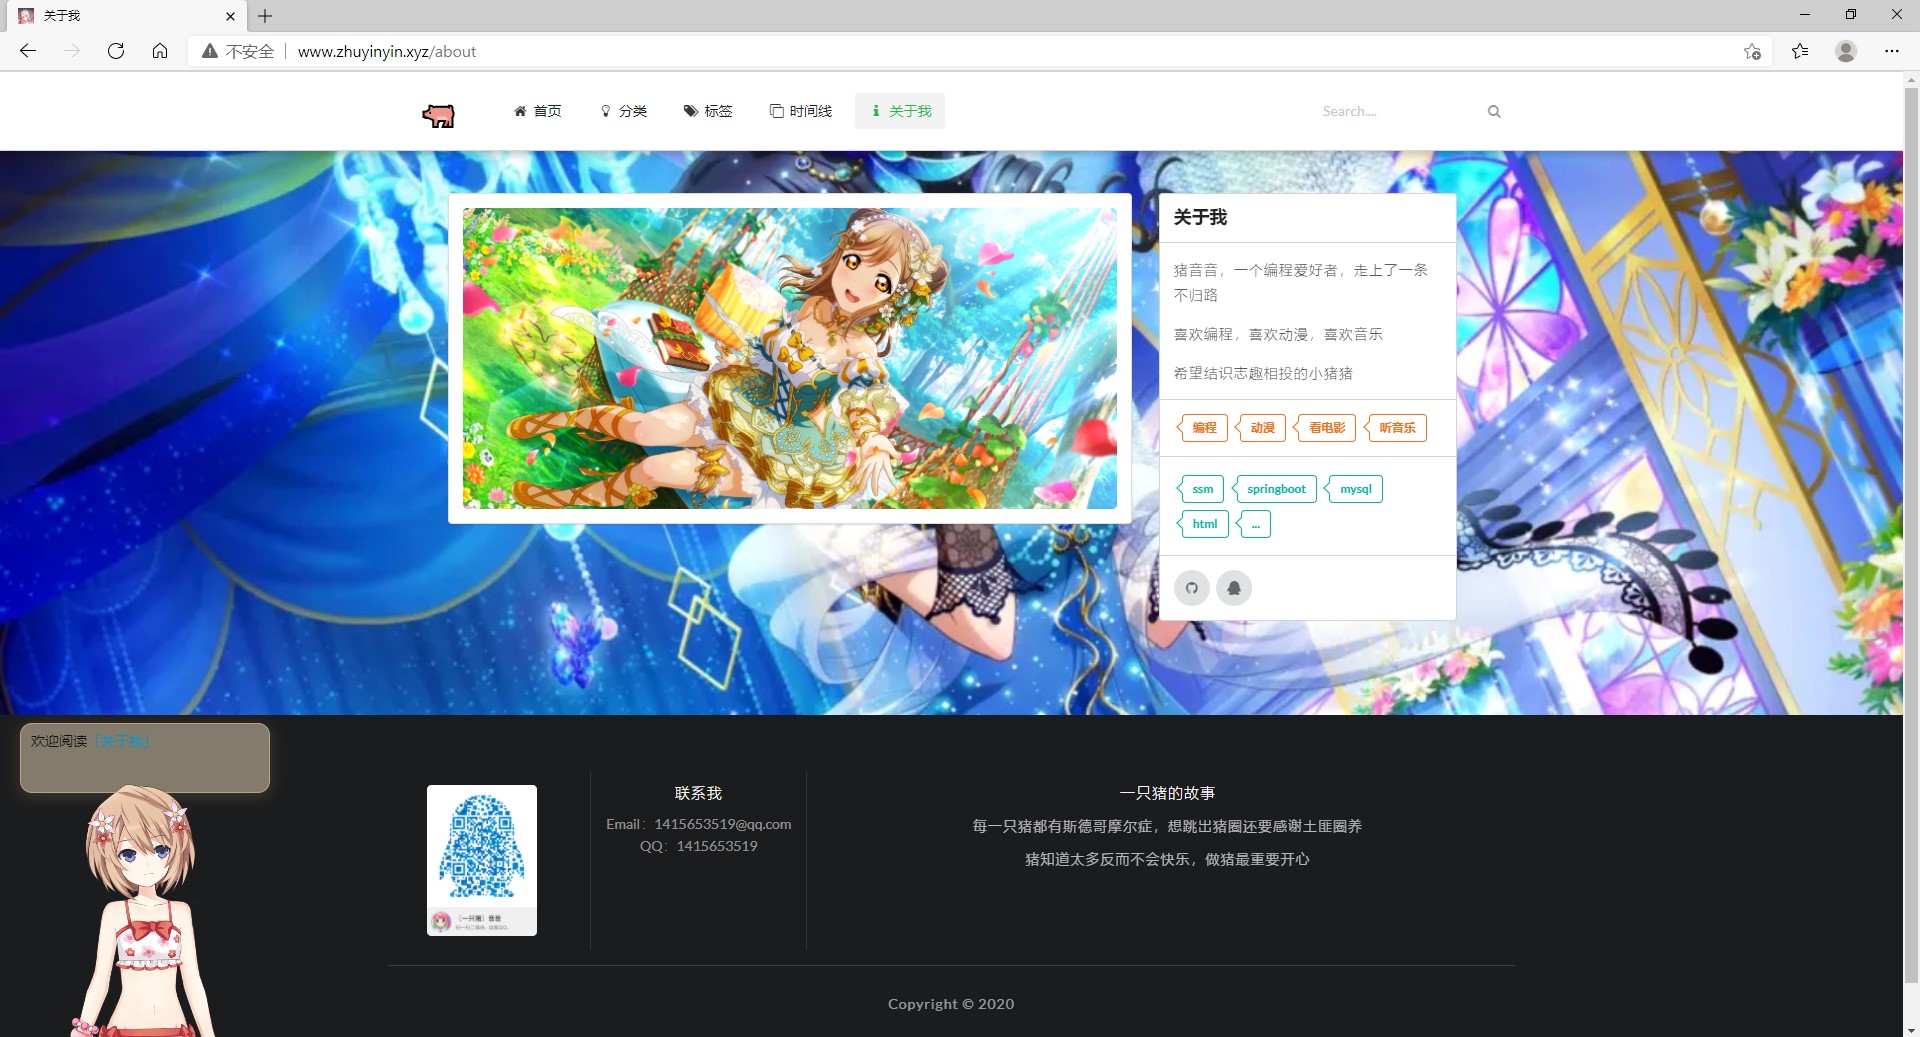 关于我
不安全
www.zhuyinyin.xyz/about
首页 分类 标签 时间线 关于我 Search....
关于我
猪音音，一个编程爱好者，走上了一条
不归路
喜欢编程，喜欢动漫，喜欢音乐
希望结识志趣相投的小猪猪
编程 动漫 看电影 听音乐
ssm springboot mysql
html ...
欢迎阅读「关于我」
联系我
Email：1415653519@qq.com
QQ：1415653519
一只猪的故事
每一只猪都有斯德哥摩尔症，想跳出猪圈还要感谢土匪圈养
猪知道太多反而不会快乐，做猪最重要开心
Copyright © 2020